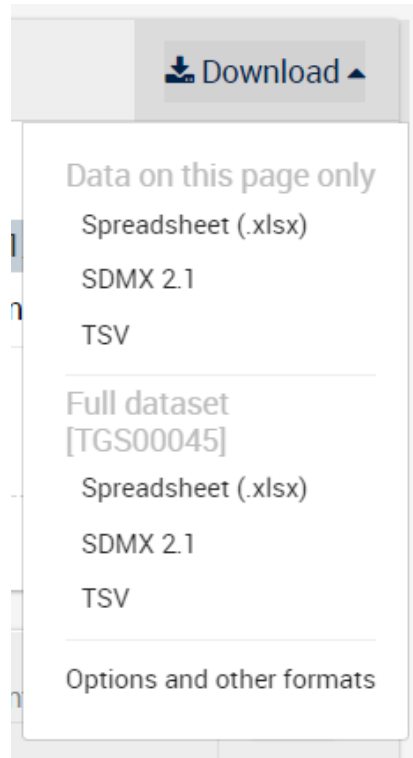 Download
Data on this page only
Spreadsheet (.xlsx)
SDMX 2.1
TSV
Full dataset
[TGS00045]
Spreadsheet (.xlsx)
SDMX 2.1
TSV
Options and other formats